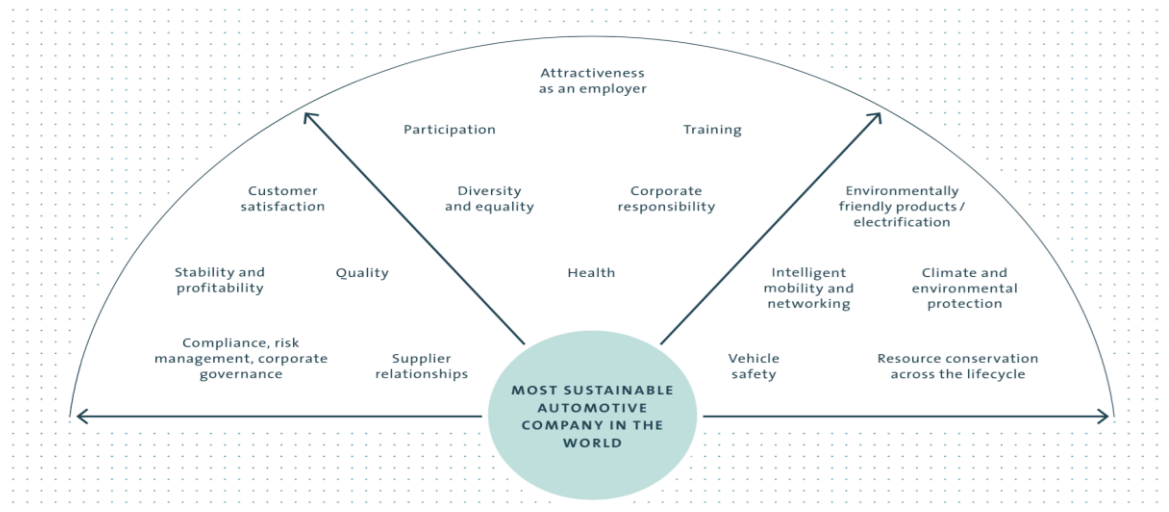 Attractiveness
as an employer
Participation
Training
Customer
satisfaction
Diversity
and equality
Corporate
responsibility
Environmentally
friendly products /
electrification
Stability and
profitability
Quality
Health
Intelligent
mobility and
networking
Climate and
environmental
protection
Compliance, risk
management, corporate
governance
Supplier
relationships
Vehicle
safety
Resource conservation
across the lifecycle
MOST SUSTAINABLE
AUTOMOTIVE
COMPANY IN THE
WORLD